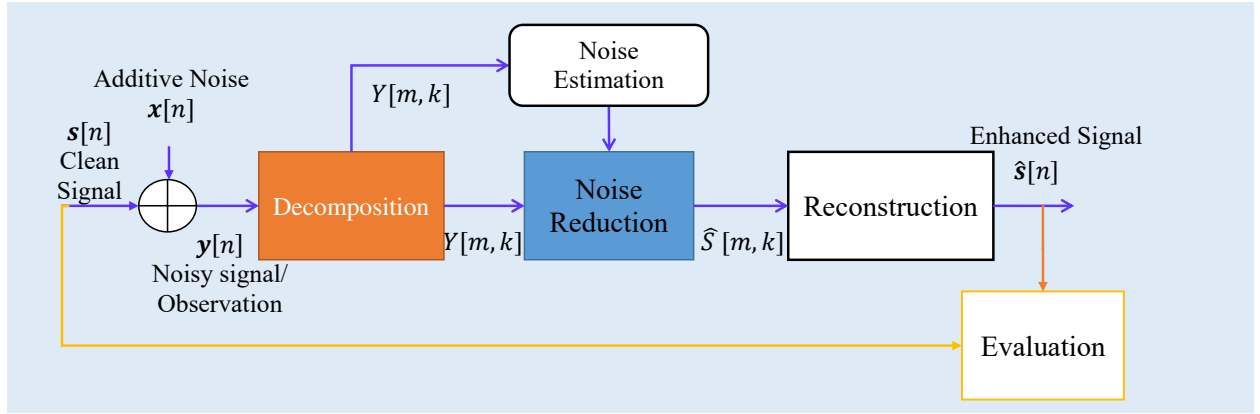 Additive Noise
x[n]
s[n]
Clean
Signal
y[n]
Noisy signal/
Observation
Decomposition
Y[m, k]
Noise
Estimation
Y[m, k]
Noise
Reduction
Ŝ [m, k]
Reconstruction
Enhanced Signal
ŝ[n]
Evaluation